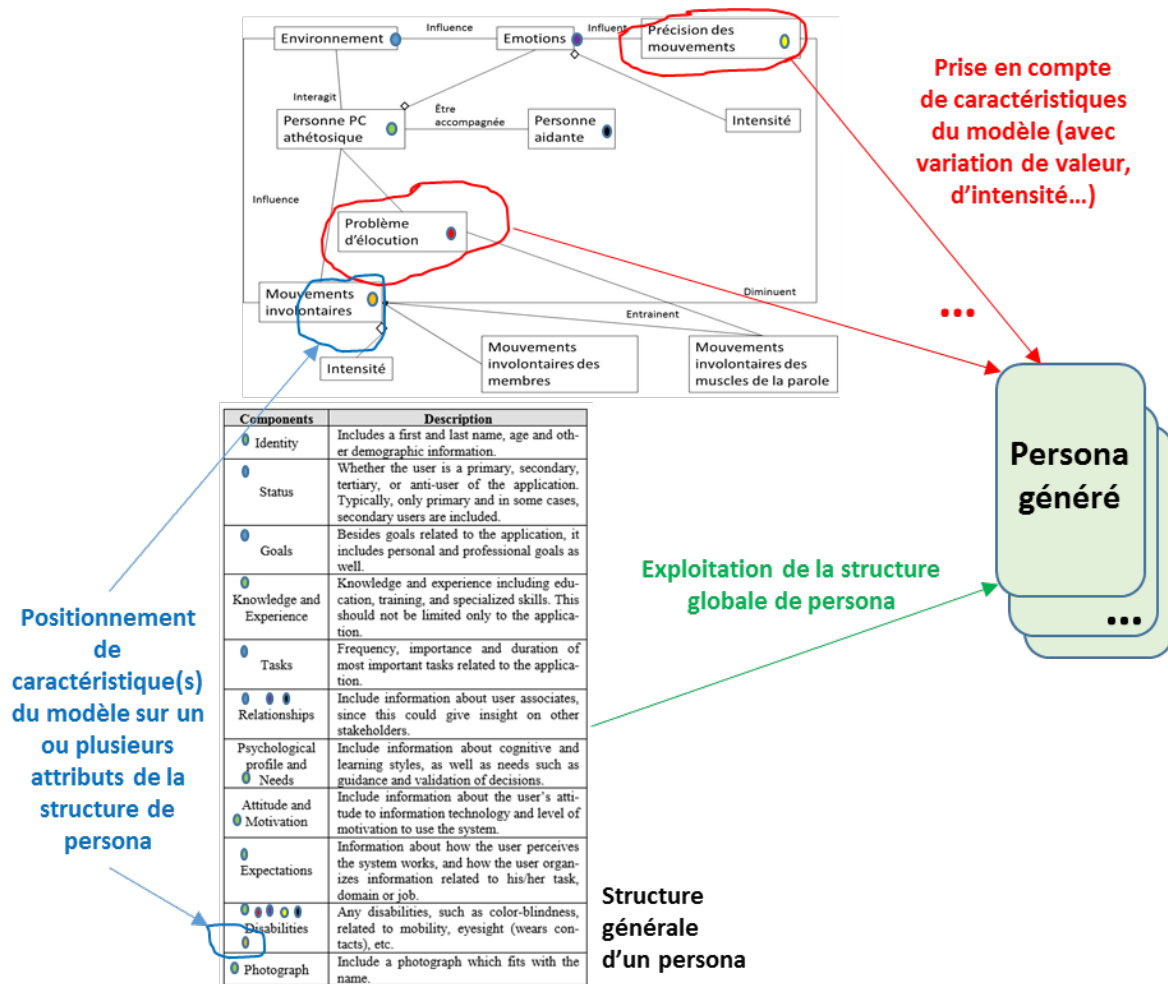 Influence
Influent
Environnement
Emotions
Précision des
mouvements
Interagit
Être
accompagnée
Personne PC
athétosique
Personne
aidante
Intensité
Influence
Problème
d'élocution
Mouvements
involontaires
Diminuent
Entrainent
Intensité
Mouvements
involontaires des
membres
Mouvements
involontaires des
muscles de la parole
Prise en compte
de caractéristiques
du modèle (avec
variation de valeur,
d'intensité…)
...
Persona
généré
...
Exploitation de la structure
globale de persona
Positionnement
de
caractéristique(s)
du modèle sur un
ou plusieurs
attributs de la
structure de
persona
Components Description
Identity
Includes a first and last name, age and oth-
er demographic information.
Status
Whether the user is a primary, secondary,
tertiary, or anti-user of the application.
Typically, only primary and in some cases,
secondary users are included.
Goals
Besides goals related to the application, it
includes personal and professional goals as
well.
Knowledge and
Experience
Knowledge and experience including edu-
cation, training, and specialized skills. This
should not be limited only to the applica-
tion.
Tasks
Frequency, importance and duration of
most important tasks related to the applica-
tion.
Relationships
Include information about user associates,
since this could give insight on other
stakeholders.
Psychological
profile and
Needs
Include information about cognitive and
learning styles, as well as needs such as
guidance and validation of decisions.
Attitude and
Motivation
Include information about the user's atti-
tude to information technology and level of
motivation to use the system.
Expectations
Information about how the user perceives
the system works, and how the user organ-
izes information related to his/her task,
domain or job.
Disabilities
Any disabilities, such as color-blindness,
related to mobility, eyesight (wears con-
tacts), etc.
Photograph
Include a photograph which fits with the
name.
Structure
générale
d'un persona